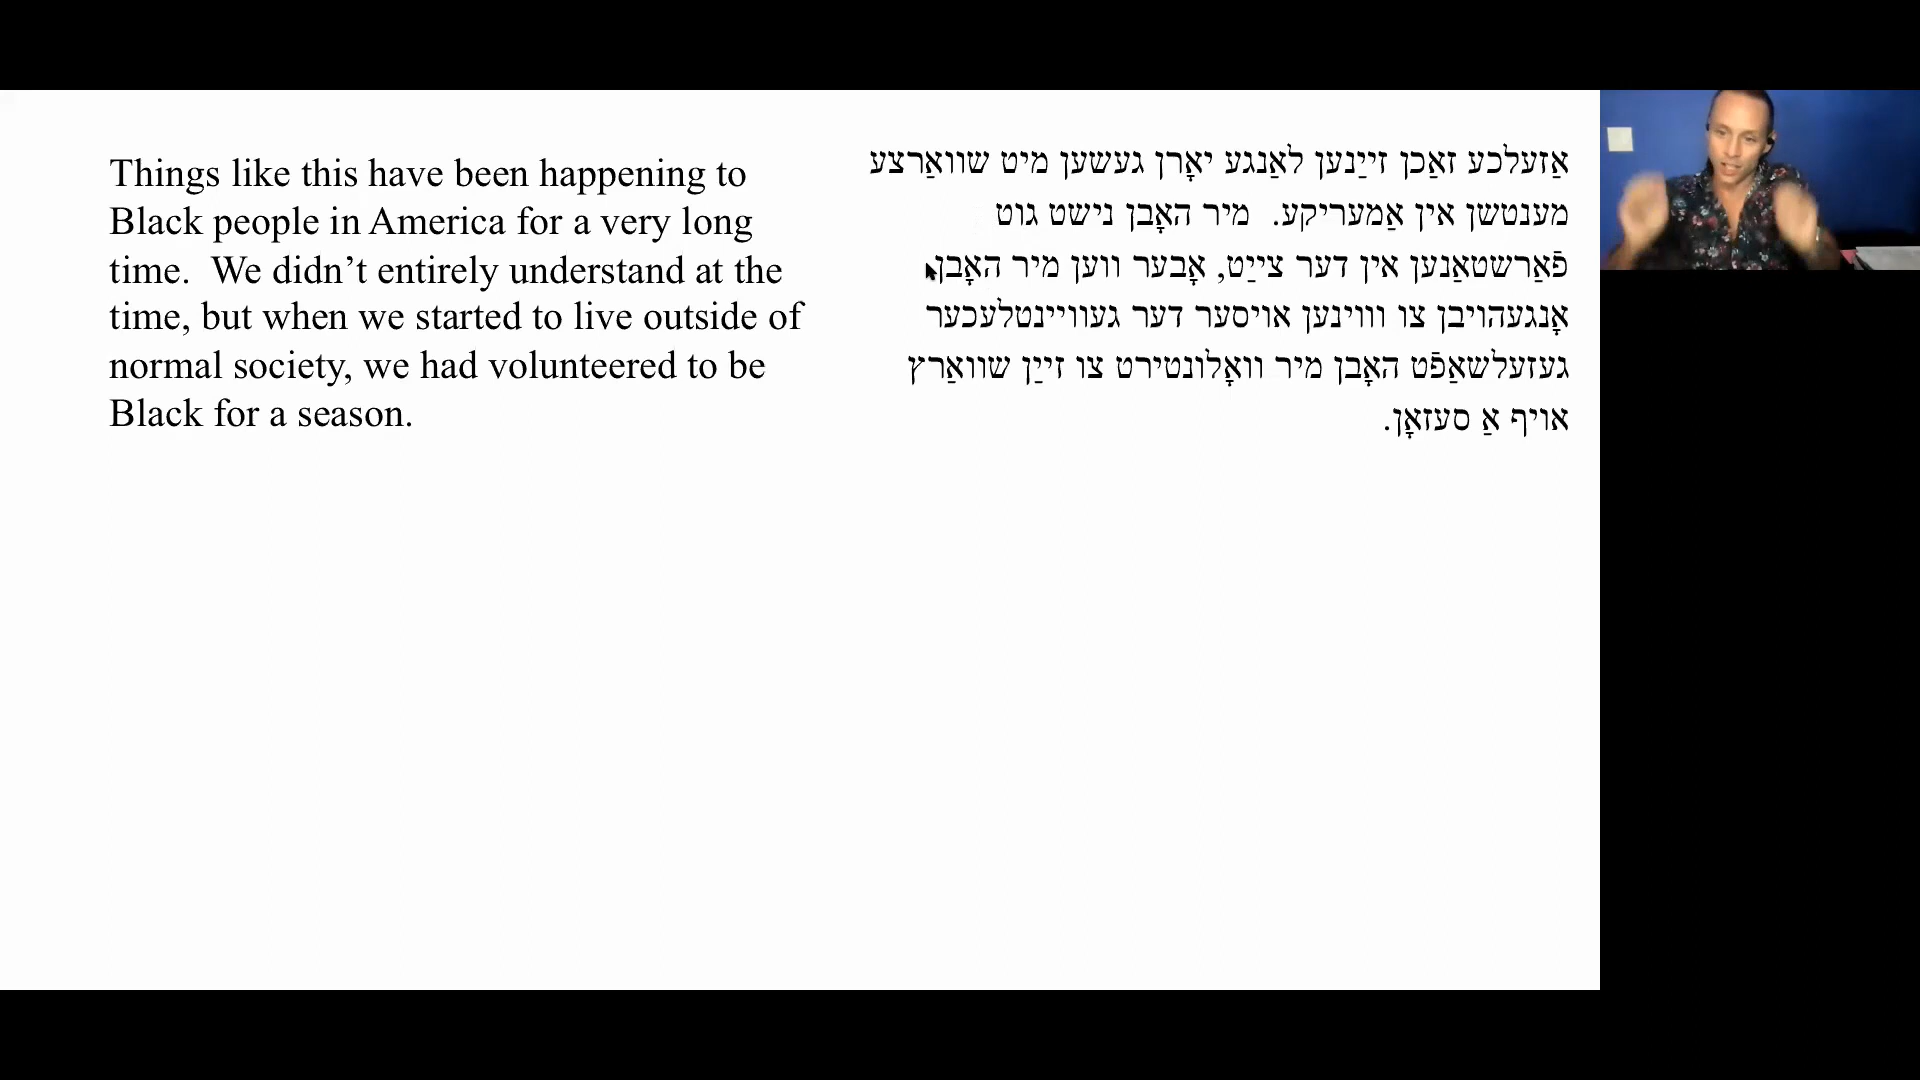 Things like this have been happening to
Black people in America for a very long
time.  We didn’t entirely understand at the
time, but when we started to live outside of
normal society, we had volunteered to be
Black for a season.
אַזעלכע זאַכן זײַנען לאַנגע יאָרן געשען מיט שוואַרצע
מענטשן אין אַמעריקע.  מיר האָבן נישט גוט
פֿאַרשטאַנען אין דער צײַט, אָבער ווען מיר האָבן
אָנגעהויבן צו ווווינען אויסער דער געוויינטלעכער
געזעלשאַפֿט האָבן מיר וואָלונטירט צו זײַן שוואַרץ
אויף אַ סעזאָן.